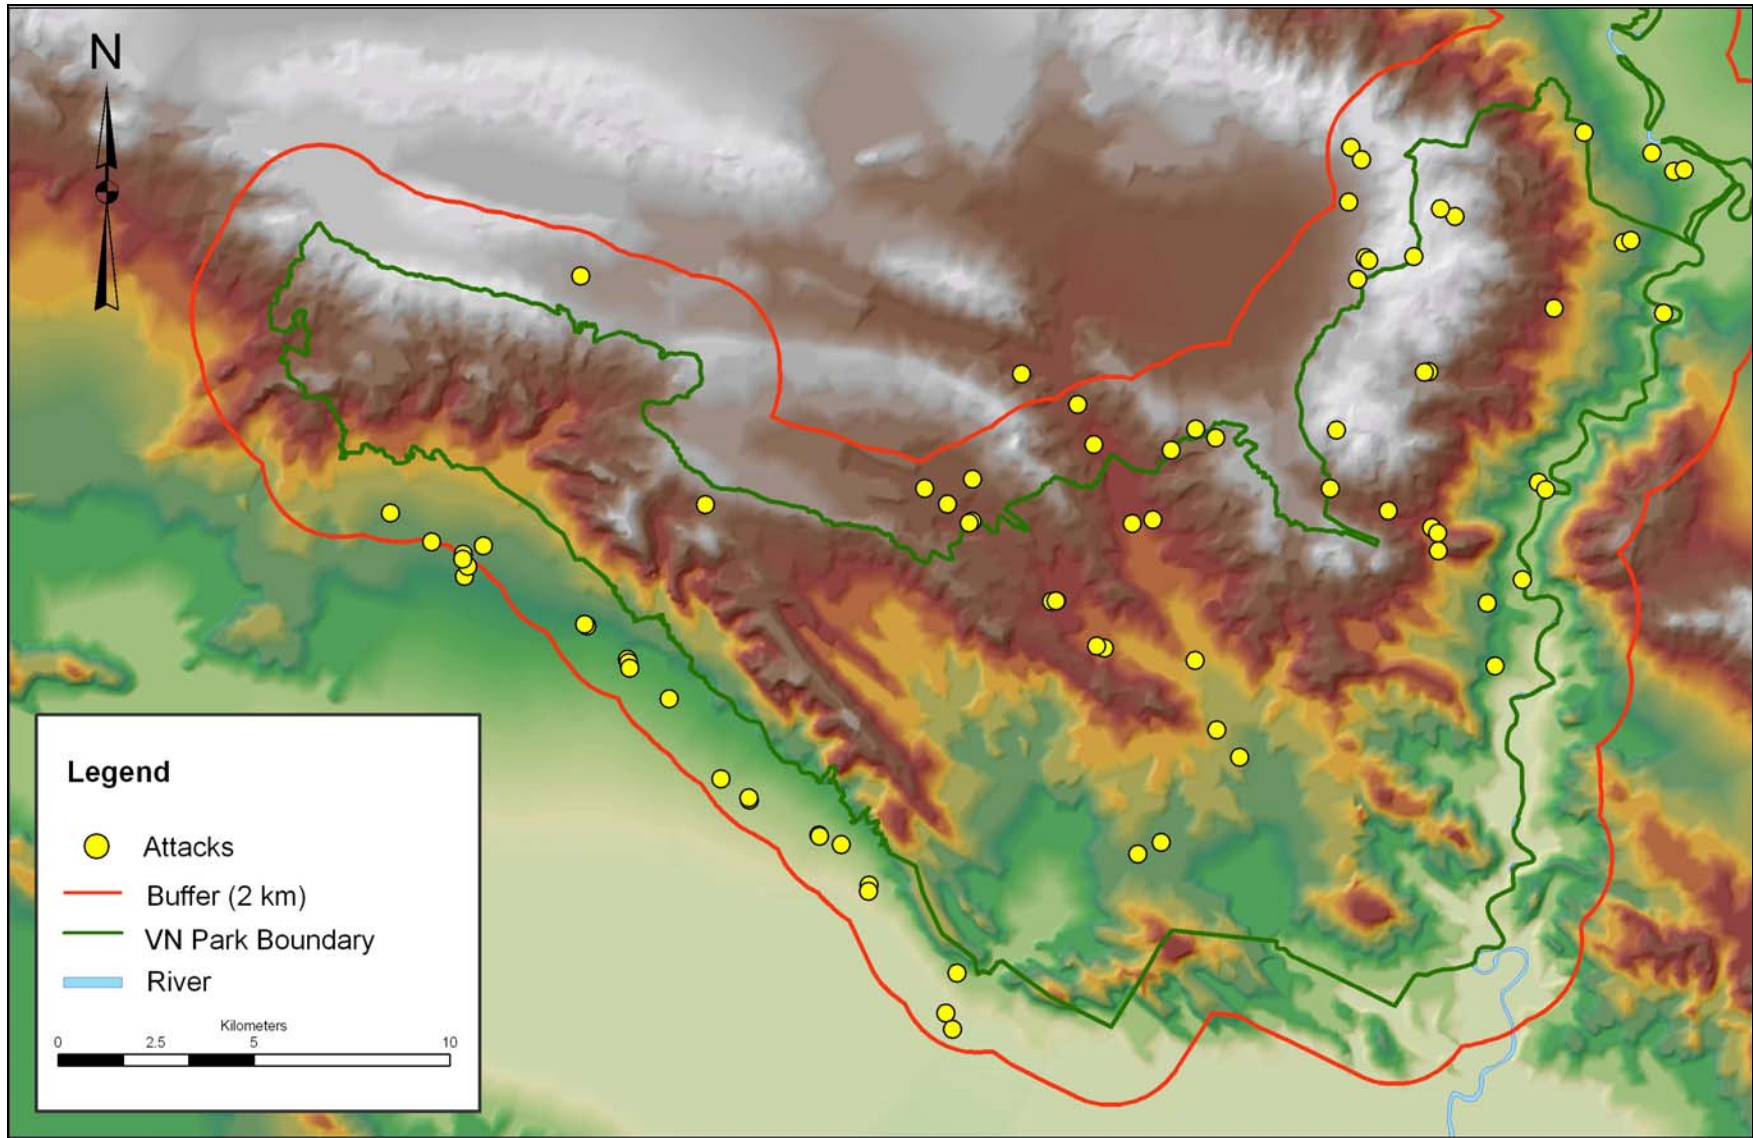 N
Legend
Attacks
Buffer (2 km)
VN Park Boundary
River
Kilometers
0 2.5 5 10